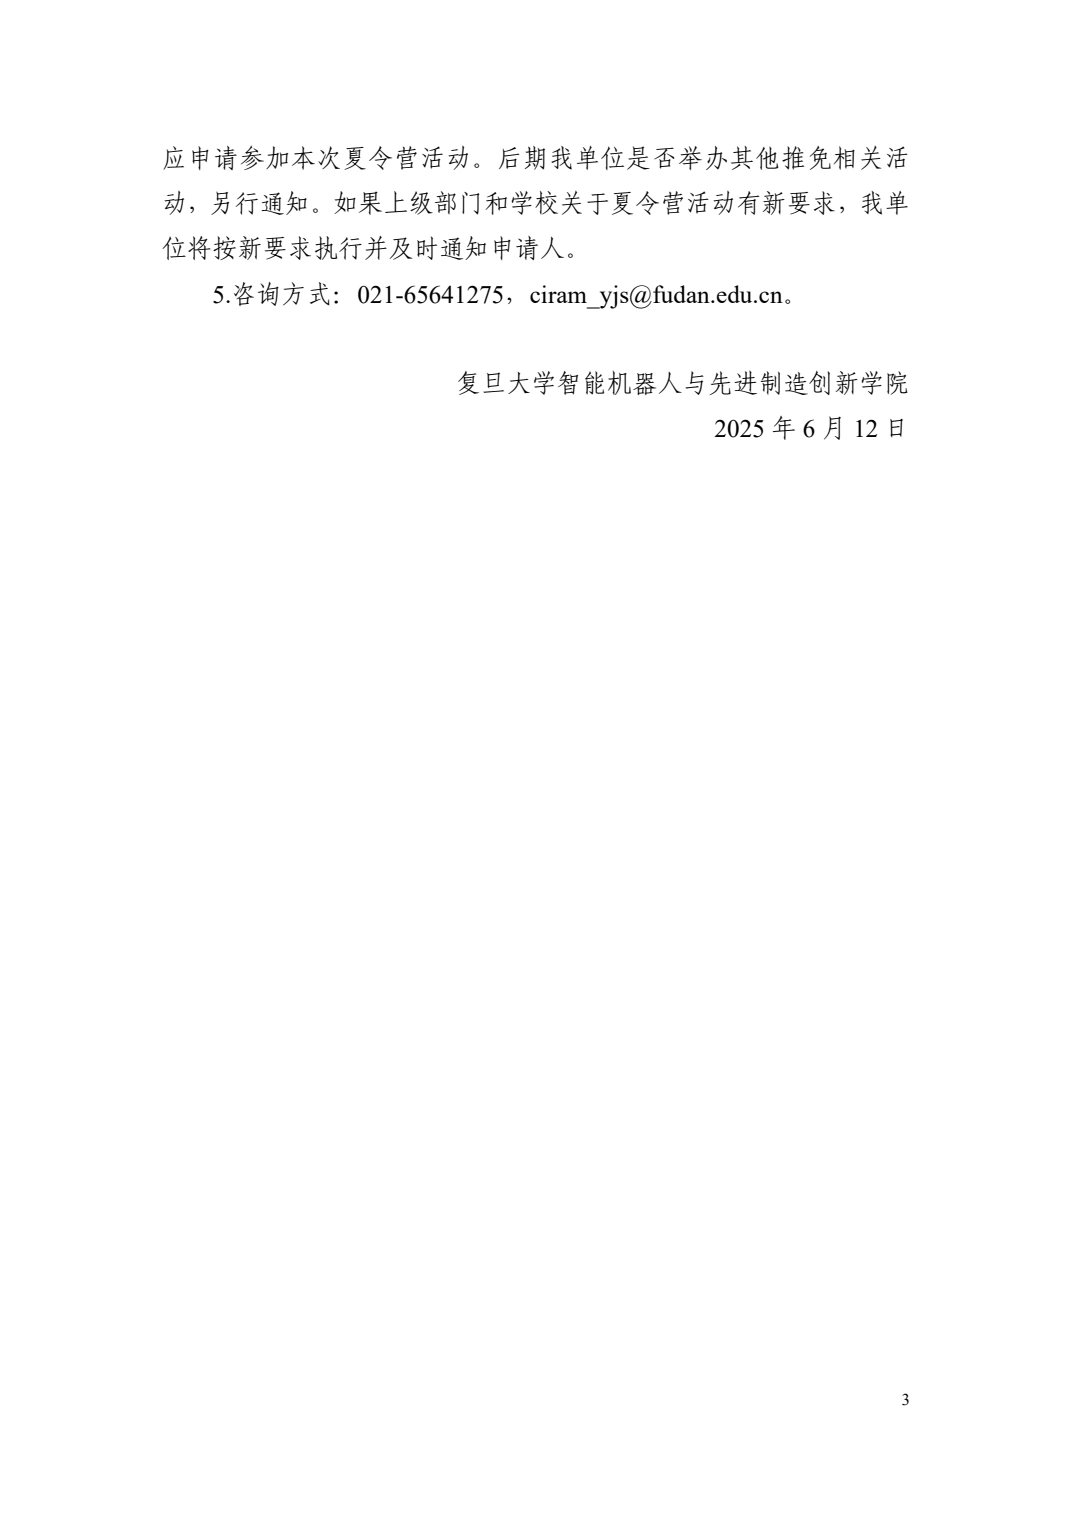 应申请参加本次夏令营活动。后期我单位是否举办其他推免相关活
动，另行通知。如果上级部门和学校关于夏令营活动有新要求，我单
位将按新要求执行并及时通知申请人。
5.咨询方式：021-65641275，ciram_yjs@fudan.edu.cn。
复旦大学智能机器人与先进制造创新学院
2025 年 6 月 12 日
3